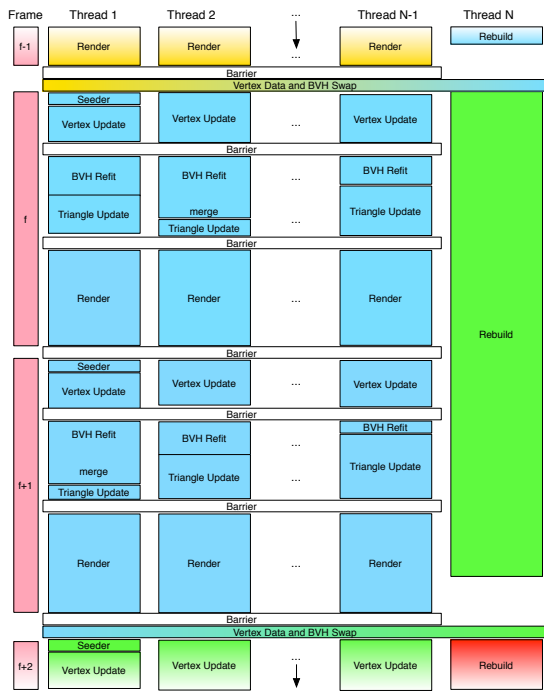 Frame Thread 1 Thread 2 ... Thread N-1 Thread N
f-1 Render Render ... Render Rebuild
Barrier
Vertex Data and BVH Swap
Seeder
Vertex Update Vertex Update ... Vertex Update
Barrier
BVH Refit BVH Refit ... BVH Refit
merge
Triangle Update Triangle Update ... Triangle Update
f
Barrier
Render Render ... Render
Rebuild
Barrier
Seeder
Vertex Update Vertex Update ... Vertex Update
Barrier
BVH Refit BVH Refit ... BVH Refit
merge
Triangle Update Triangle Update ... Triangle Update
f+1
Barrier
Render Render ... Render
Barrier
Vertex Data and BVH Swap
Seeder
f+2 Vertex Update Vertex Update ... Vertex Update Rebuild